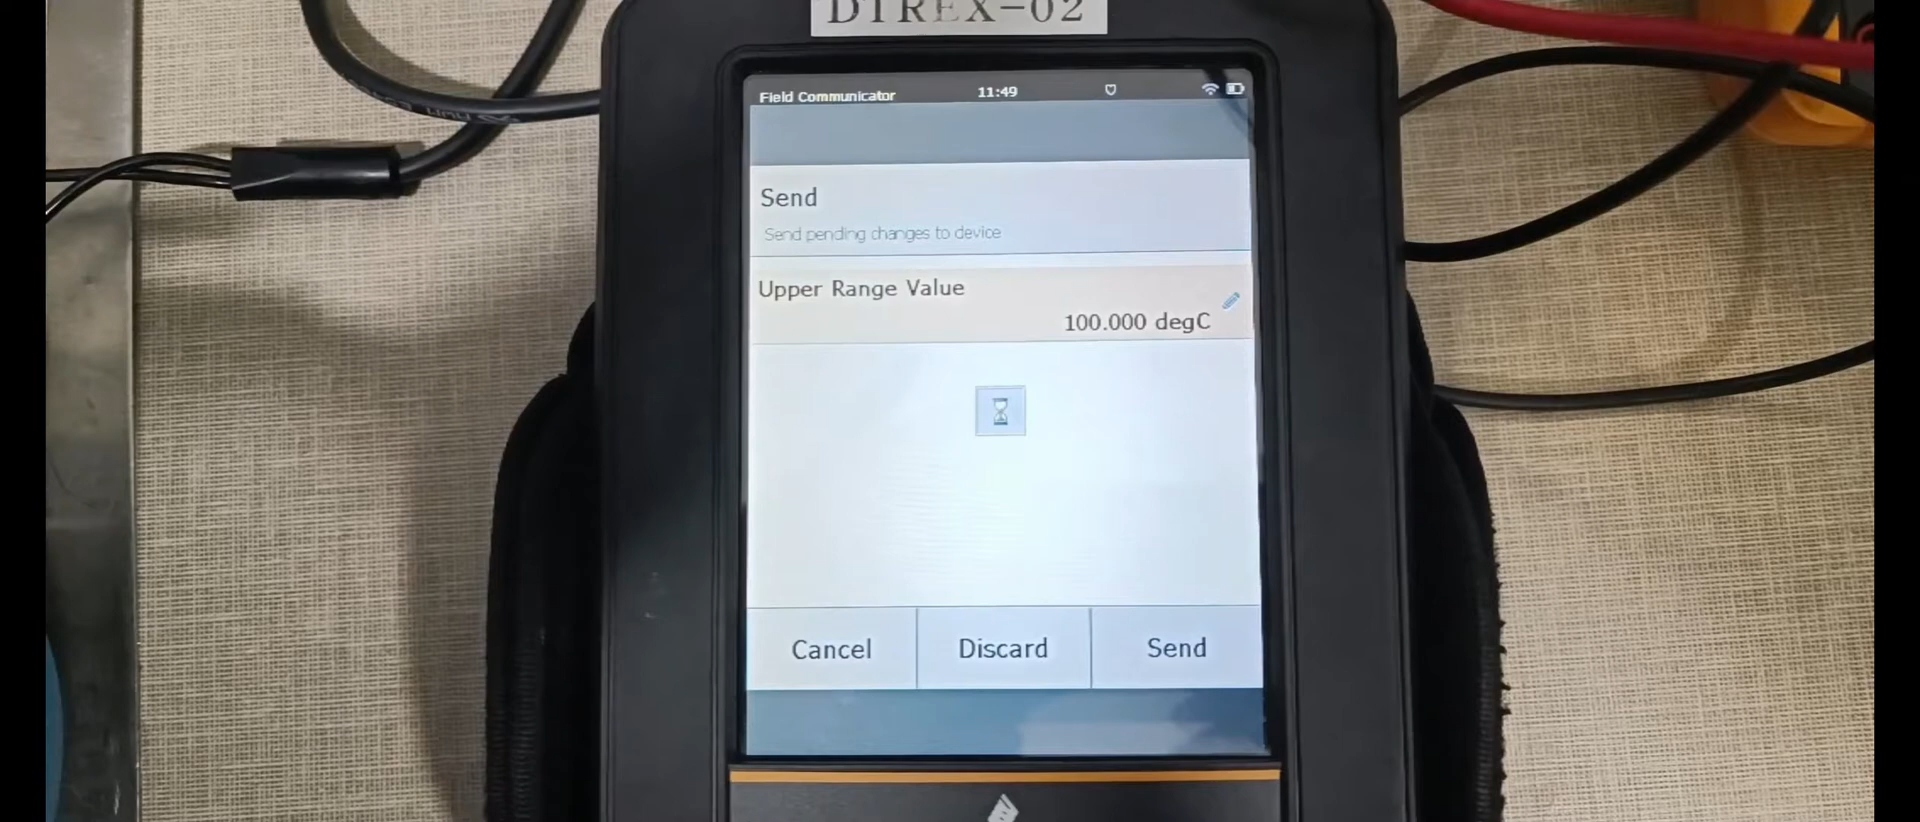 DTREX-02
Field Communicator 11:49
Send
Send pending changes to device
Upper Range Value
100.000 degC
Cancel Discard Send